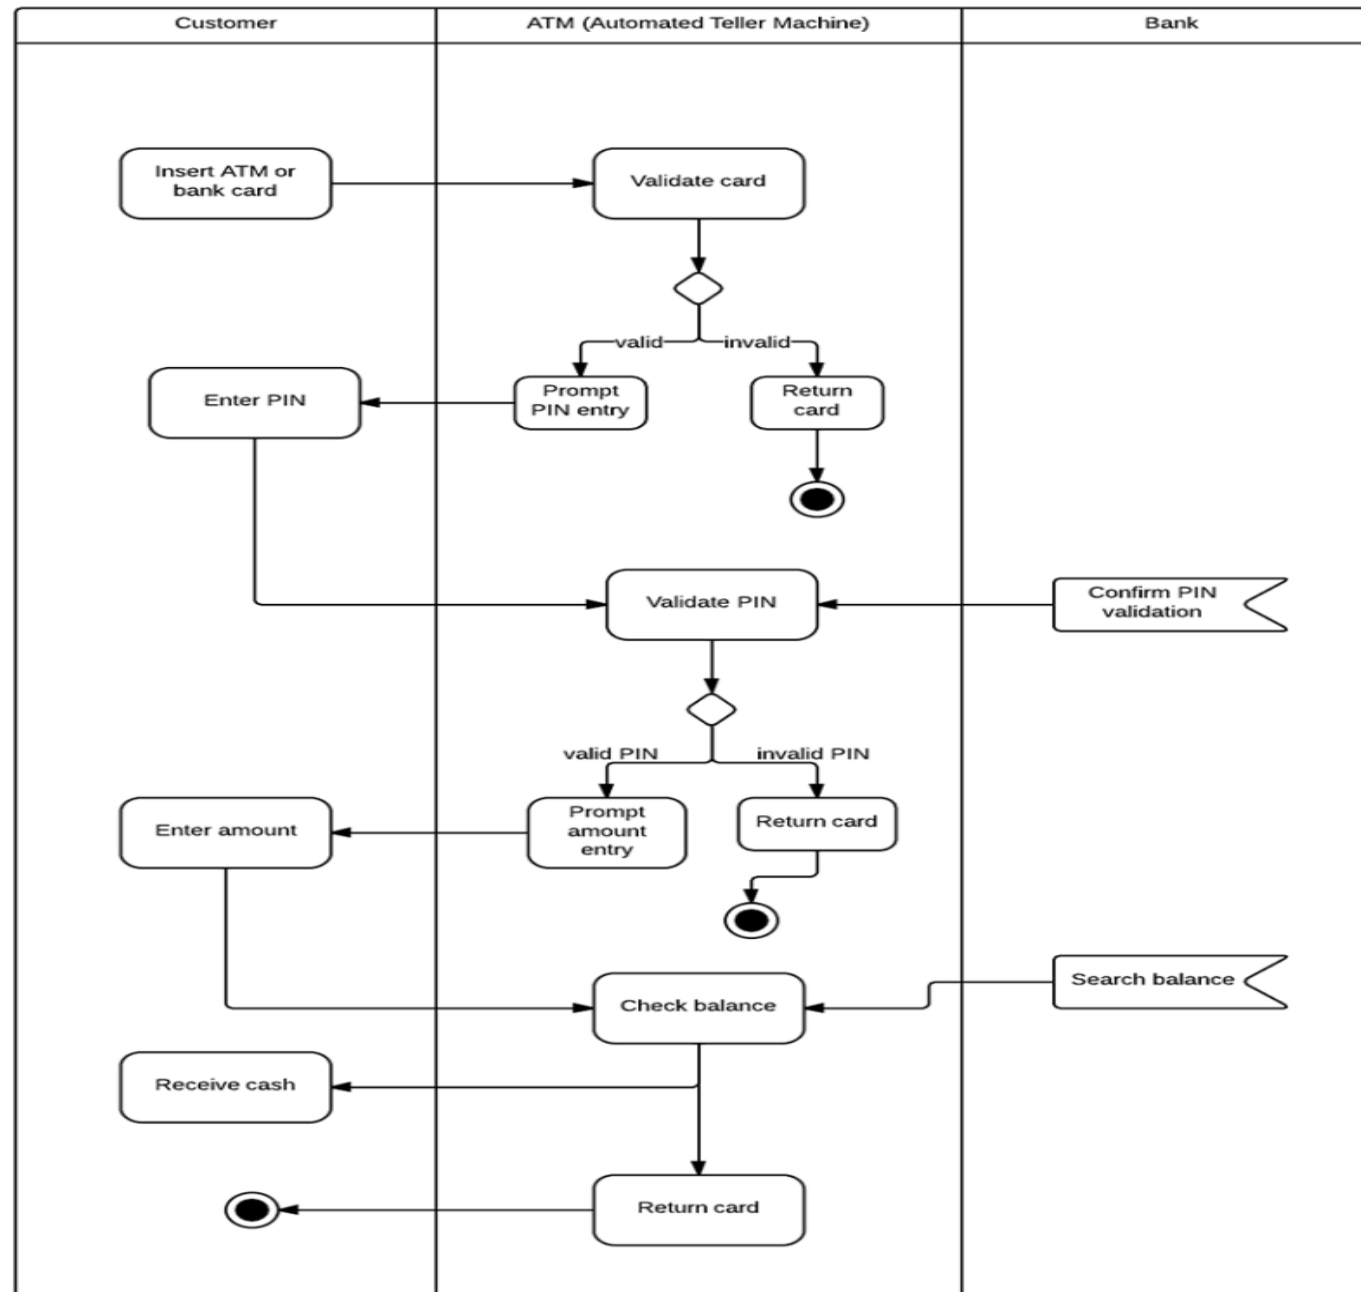 Customer
ATM (Automated Teller Machine)
Bank
Insert ATM or
bank card
Validate card
valid
invalid
Enter PIN
Prompt
PIN entry
Return
card
Validate PIN
Confirm PIN
validation
valid PIN
invalid PIN
Enter amount
Prompt
amount
entry
Return card
Check balance
Search balance
Receive cash
Return card